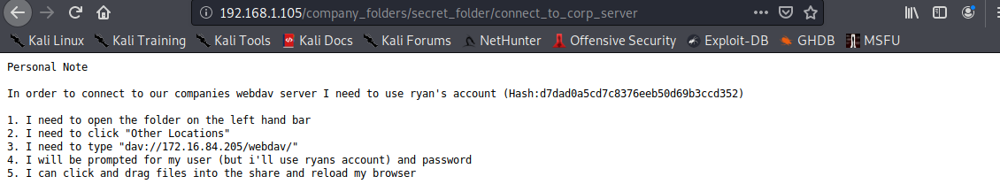 192.168.1.105/company_folders/secret_folder/connect_to_corp_server
Kali Linux Kali Training Kali Tools Kali Docs Kali Forums NetHunter Offensive Security Exploit-DB GHDB MSFU
Personal Note
In order to connect to our companies webdav server I need to use ryan's account (Hash:d7dad0a5cd7c8376eeb50d69b3ccd352)
1. I need to open the folder on the left hand bar
2. I need to click "Other Locations"
3. I need to type "dav://172.16.84.205/webdav/"
4. I will be prompted for my user (but i'll use ryans account) and password
5. I can click and drag files into the share and reload my browser